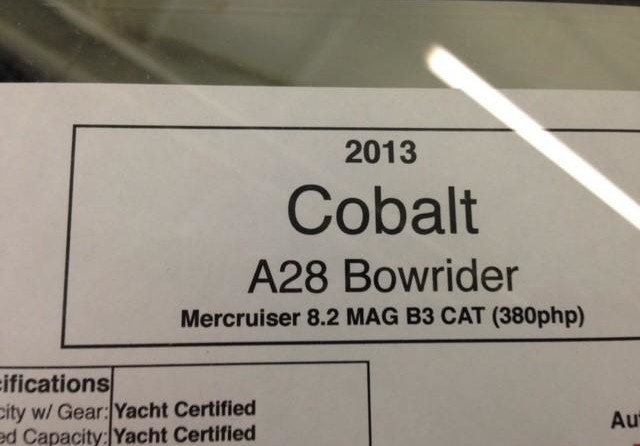 2013
Cobalt
A28 Bowrider
Mercruiser 8.2 MAG B3 CAT (380php)
cifications
city w/ Gear: Yacht Certified
ed Capacity: Yacht Certified
Au